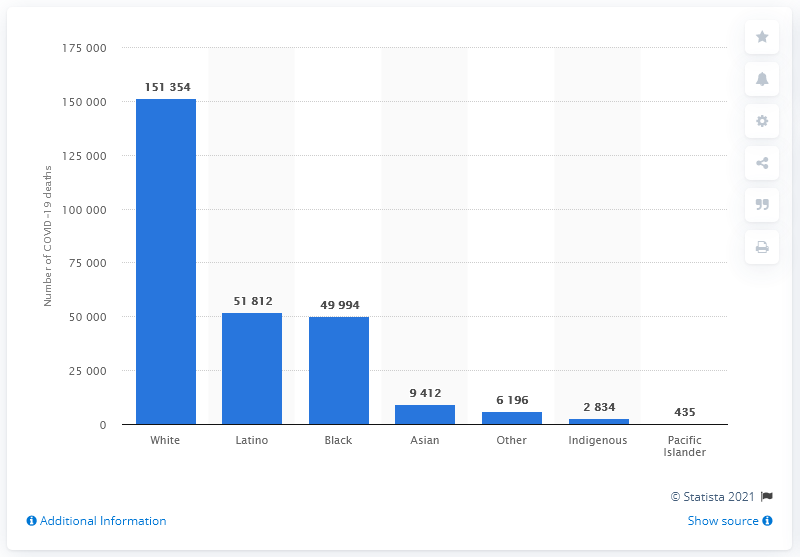 Number of COVID-19 deaths
175 000
150 000
125 000
100 000
75 000
50 000
25 000
0
151 354
51 812
49 994
9 412
6 196
2 834
435
White
Latino
Black
Asian
Other
Indigenous
Pacific
Islander
© Statista 2021
Additional Information
Show source